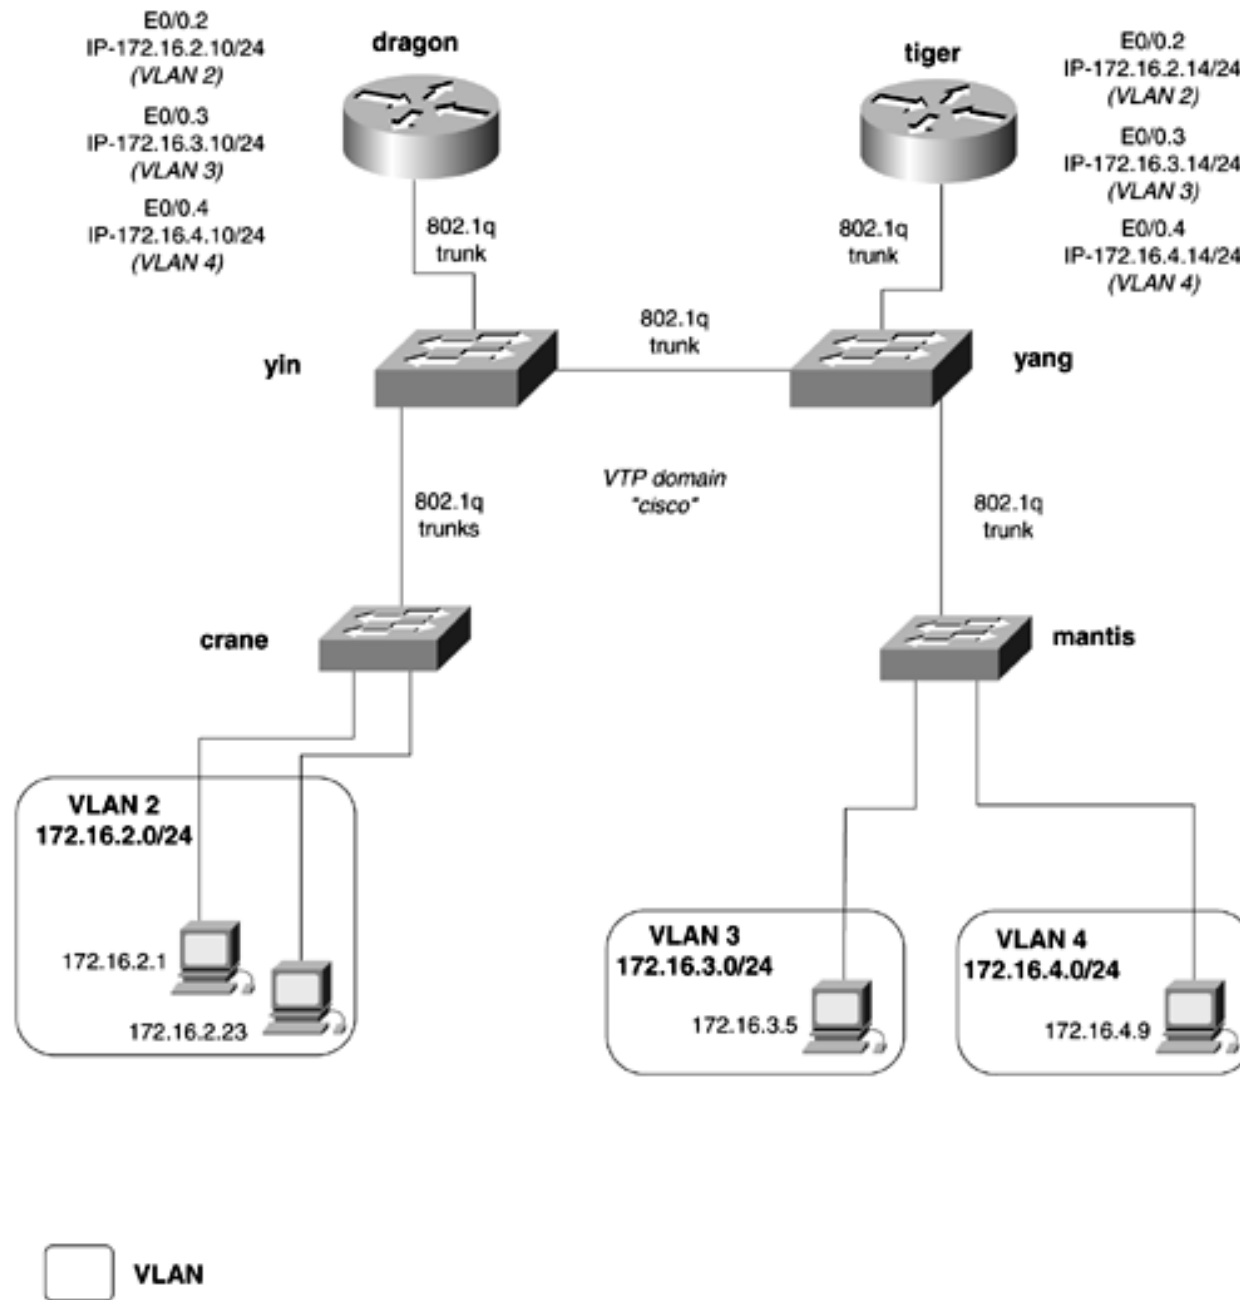 E0/0.2
IP-172.16.2.10/24
(VLAN 2)
E0/0.3
IP-172.16.3.10/24
(VLAN 3)
E0/0.4
IP-172.16.4.10/24
(VLAN 4)
dragon
tiger
E0/0.2
IP-172.16.2.14/24
(VLAN 2)
E0/0.3
IP-172.16.3.14/24
(VLAN 3)
E0/0.4
IP-172.16.4.14/24
(VLAN 4)
802.1q
trunk
802.1q
trunk
yin
802.1q
trunk
yang
VTP domain
"cisco"
802.1q
trunks
802.1q
trunk
crane
mantis
VLAN 2
172.16.2.0/24
172.16.2.1
172.16.2.23
VLAN 3
172.16.3.0/24
172.16.3.5
VLAN 4
172.16.4.0/24
172.16.4.9
VLAN